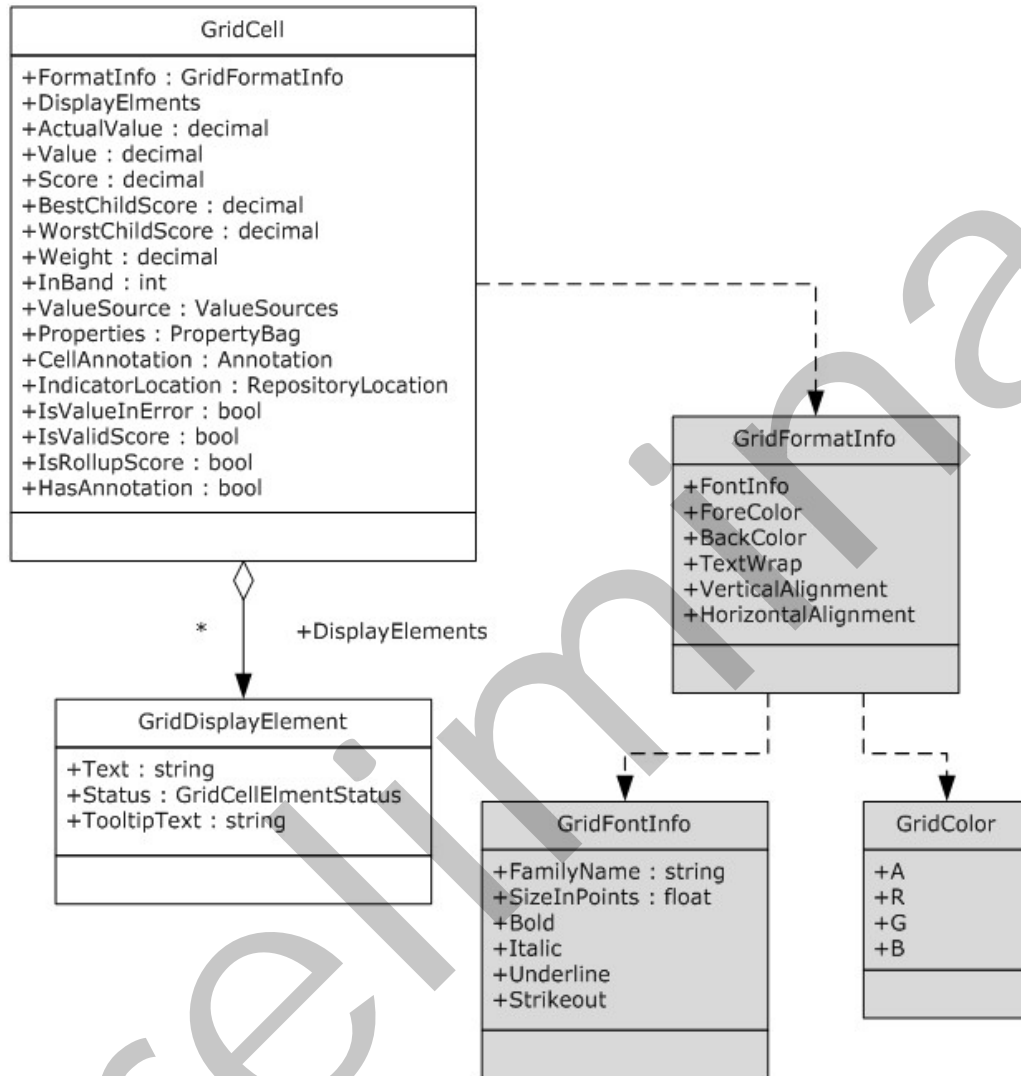 GridCell
+FormatInfo : GridFormatInfo
+DisplayElments
+ActualValue : decimal
+Value : decimal
+Score : decimal
+BestChildScore : decimal
+WorstChildScore : decimal
+Weight : decimal
+InBand : int
+ValueSource : ValueSources
+Properties : PropertyBag
+CellAnnotation : Annotation
+IndicatorLocation : RepositoryLocation
+IsValueInError : bool
+IsValidScore : bool
+IsRollupScore : bool
+HasAnnotation : bool
* +DisplayElements
GridDisplayElement
+Text : string
+Status : GridCellElmentStatus
+TooltipText : string
GridFormatInfo
+FontInfo
+ForeColor
+BackColor
+TextWrap
+VerticalAlignment
+HorizontalAlignment
GridFontInfo
+FamilyName : string
+SizeInPoints : float
+Bold
+Italic
+Underline
+Strikeout
GridColor
+A
+R
+G
+B
elimina